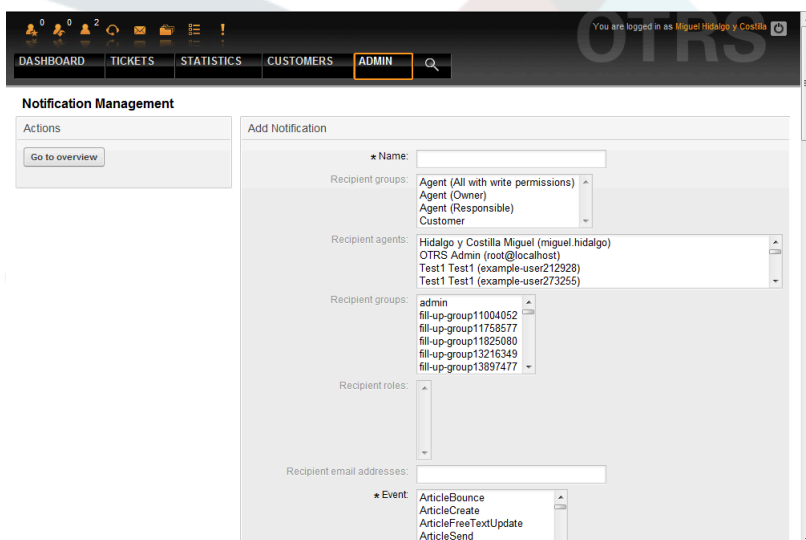 0 0 2
You are logged in as Miguel Hidalgo y Costilla
OTRS
DASHBOARD TICKETS STATISTICS CUSTOMERS ADMIN
Notification Management
Actions
Go to overview
Add Notification
★ Name:
Recipient groups:
Agent (All with write permissions)
Agent (Owner)
Agent (Responsible)
Customer
Recipient agents:
Hidalgo y Costilla Miguel (miguel.hidalgo)
OTRS Admin (root@localhost)
Test1 Test1 (example-user212928)
Test1 Test1 (example-user273255)
Recipient groups:
admin
fill-up-group11004052
fill-up-group11758577
fill-up-group11825080
fill-up-group13216349
fill-up-group13897477
Recipient roles:
Recipient email addresses:
★ Event:
ArticleBounce
ArticleCreate
ArticleFreeTextUpdate
ArticleSend